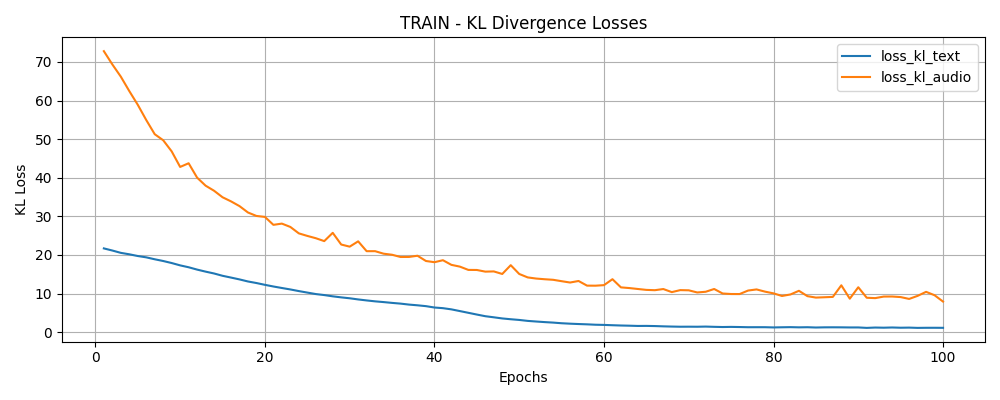 TRAIN - KL Divergence Losses
loss_kl_text
loss_kl_audio
KL Loss
70
60
50
40
30
20
10
0
0 20 40 60 80 100
Epochs